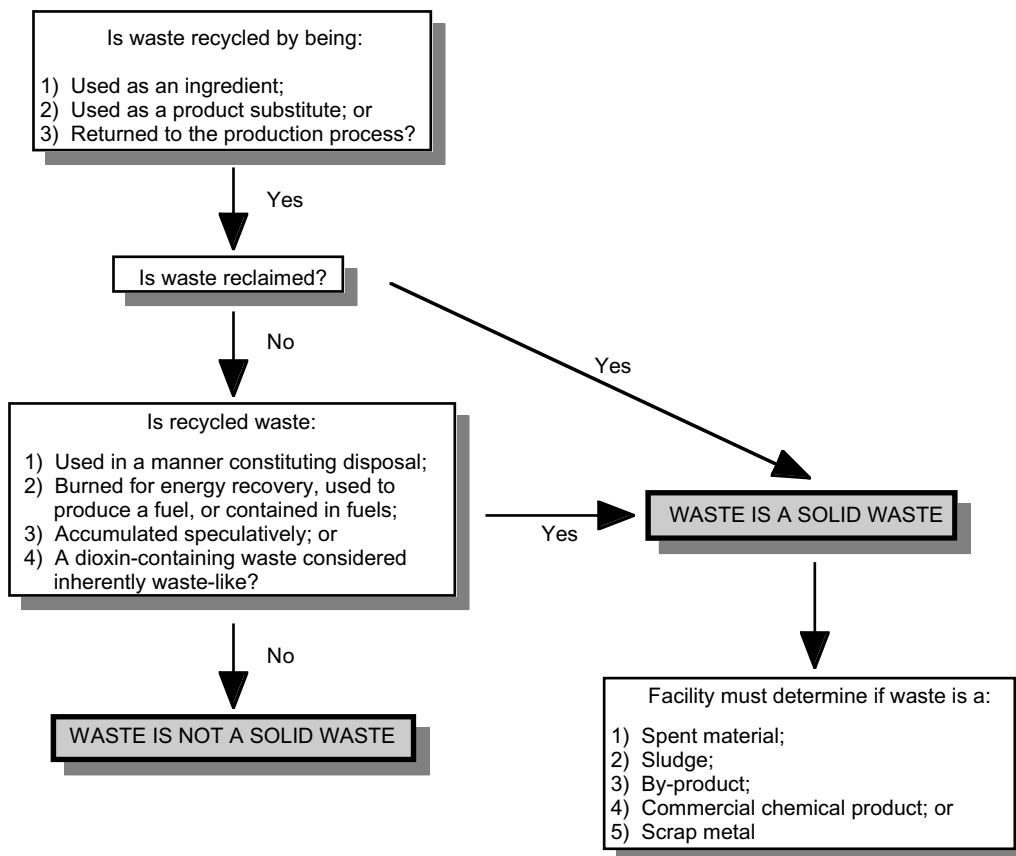 Is waste recycled by being:
1) Used as an ingredient;
2) Used as a product substitute; or
3) Returned to the production process?
Yes
Is waste reclaimed?
No
Yes
Is recycled waste:
1) Used in a manner constituting disposal;
2) Burned for energy recovery, used to
produce a fuel, or contained in fuels;
3) Accumulated speculatively; or
4) A dioxin-containing waste considered
inherently waste-like?
Yes
WASTE IS A SOLID WASTE
No
WASTE IS NOT A SOLID WASTE
Facility must determine if waste is a:
1) Spent material;
2) Sludge;
3) By-product;
4) Commercial chemical product; or
5) Scrap metal